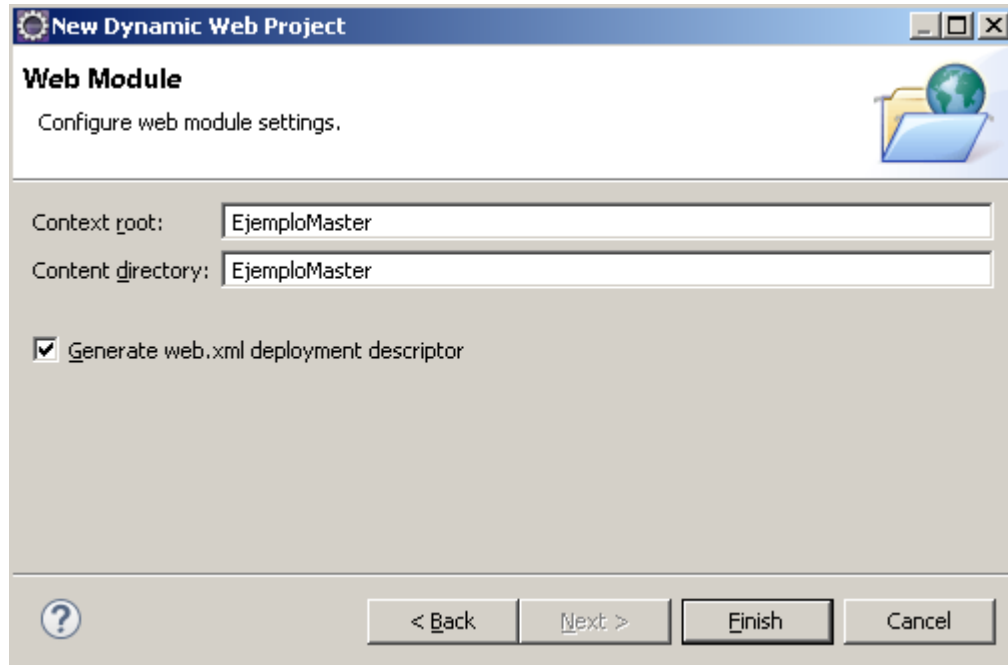 New Dynamic Web Project
Web Module
Configure web module settings.
Context root: EjemploMaster
Content directory: EjemploMaster
Generate web.xml deployment descriptor
? < Back Next > Finish Cancel